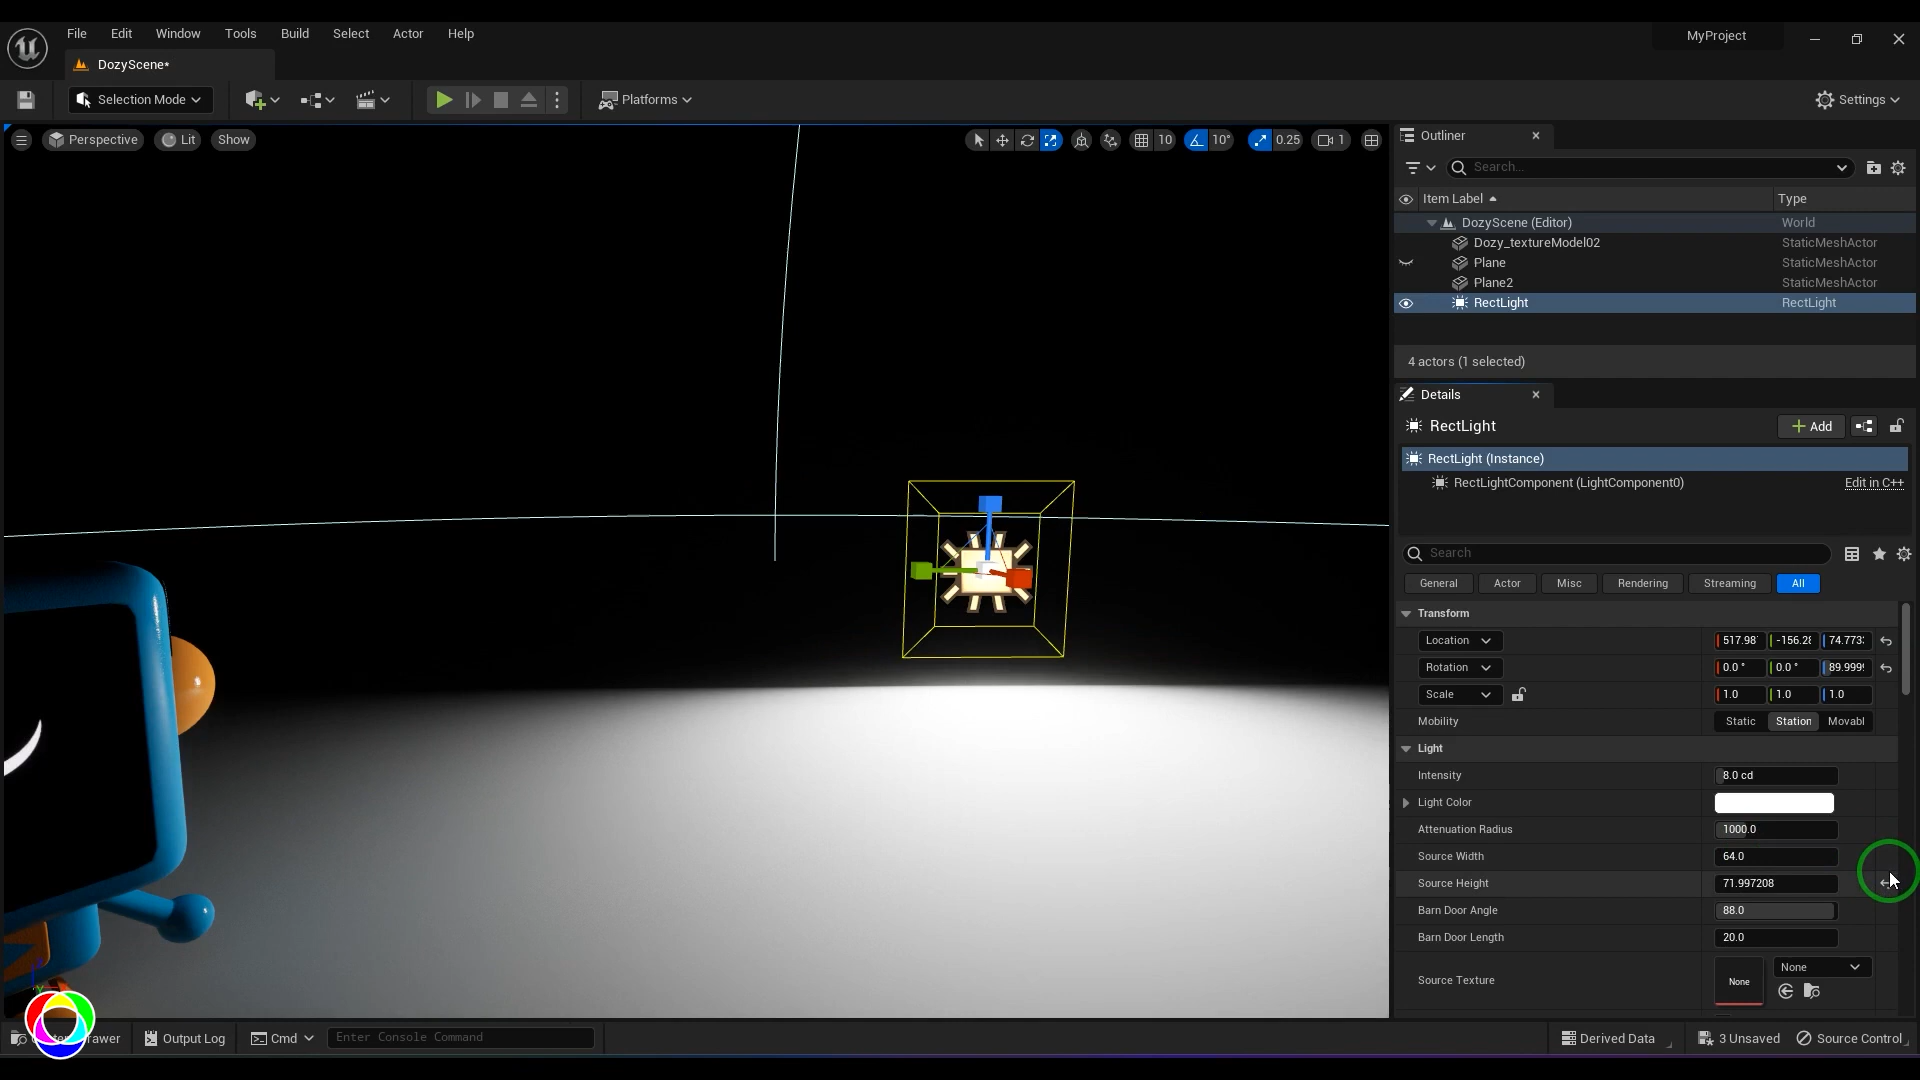 File Edit Window Tools Build Select Actor Help
MyProject
DozyScene*
Selection Mode
Platforms
Settings
Perspective Lit Show
10 10° 0.25 1
Outliner
Search...
Item Label Type
DozyScene (Editor) World
Dozy_textureModel02 StaticMeshActor
Plane StaticMeshActor
Plane2 StaticMeshActor
RectLight RectLight
4 actors (1 selected)
Details
RectLight
Add
RectLight (Instance)
RectLightComponent (LightComponent0) Edit in C++
Search
General Actor Misc Rendering Streaming All
Transform
Location 517.98 -156.28 74.773
Rotation 0.0 ° 0.0 ° 89.999
Scale 1.0 1.0 1.0
Mobility Static Station Movabl
Light
Intensity 8.0 cd
Light Color
Attenuation Radius 1000.0
Source Width 64.0
Source Height 71.997208
Barn Door Angle 88.0
Barn Door Length 20.0
Source Texture None None
Output Log Cmd Enter Console Command
Derived Data 3 Unsaved Source Control